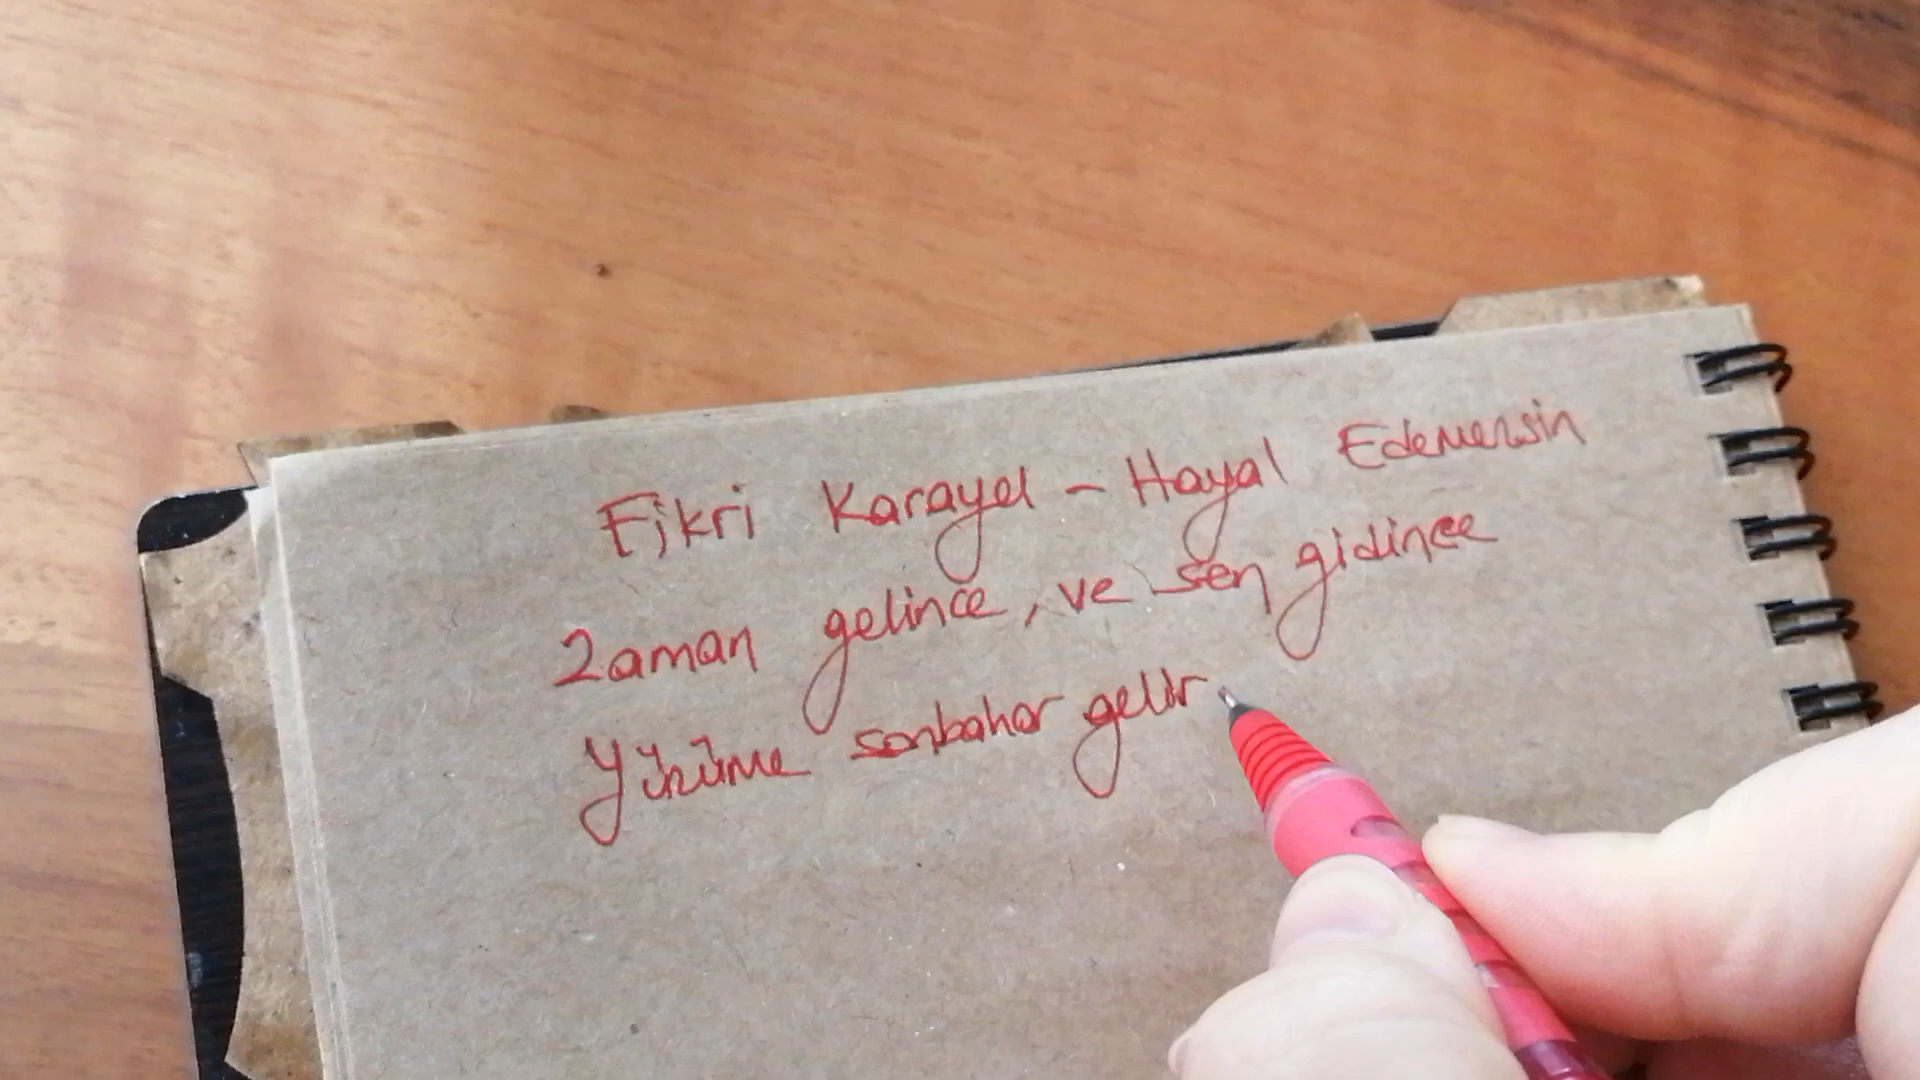 Fikri Karayel - Hayal Edemezsin
Zaman gelince, ve sen gidince
Yüzüme sonbahar gelir